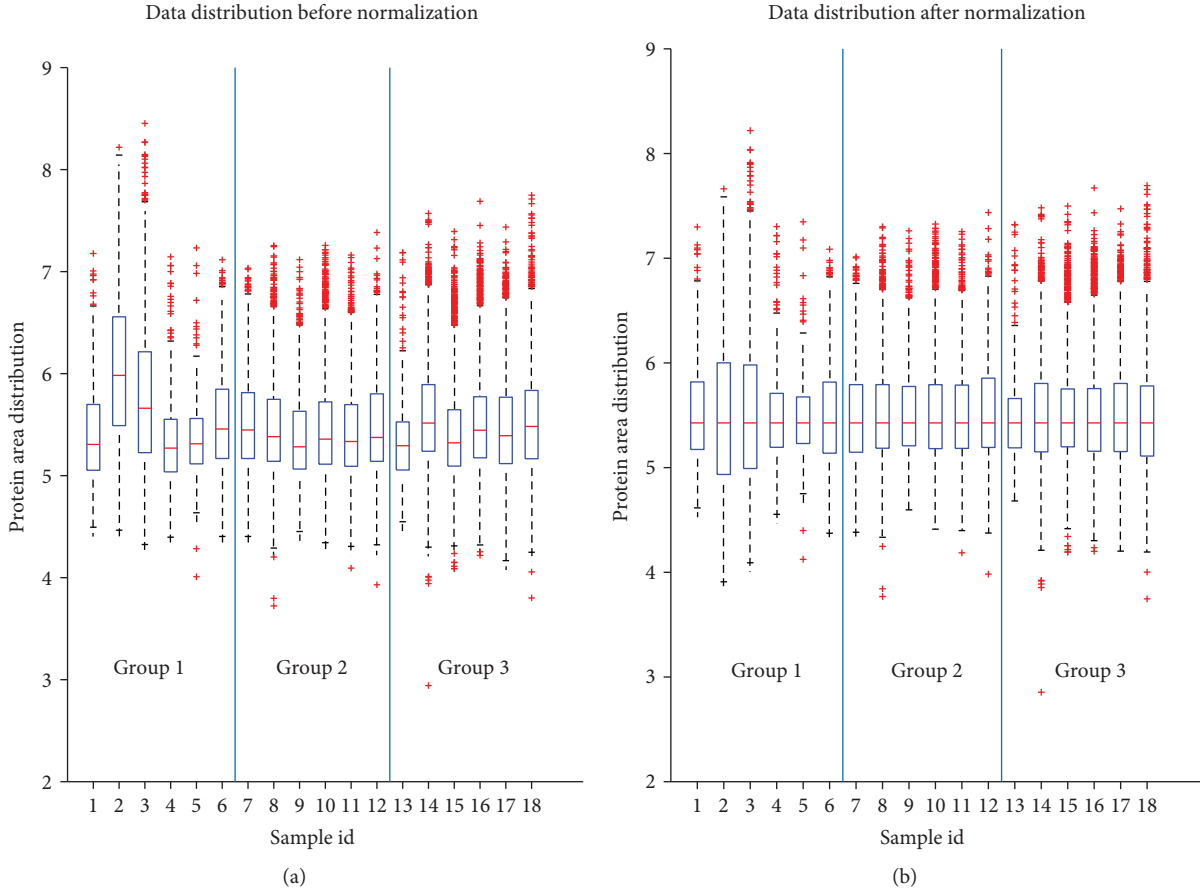 Data distribution before normalization
9
8
7
6
5
4
3
2
Protein area distribution
Group 1 Group 2 Group 3
1 2 3 4 5 6 7 8 9 10 11 12 13 14 15 16 17 18
Sample id
(a)
Data distribution after normalization
9
8
7
6
5
4
3
2
Protein area distribution
Group 1 Group 2 Group 3
1 2 3 4 5 6 7 8 9 10 11 12 13 14 15 16 17 18
Sample id
(b)